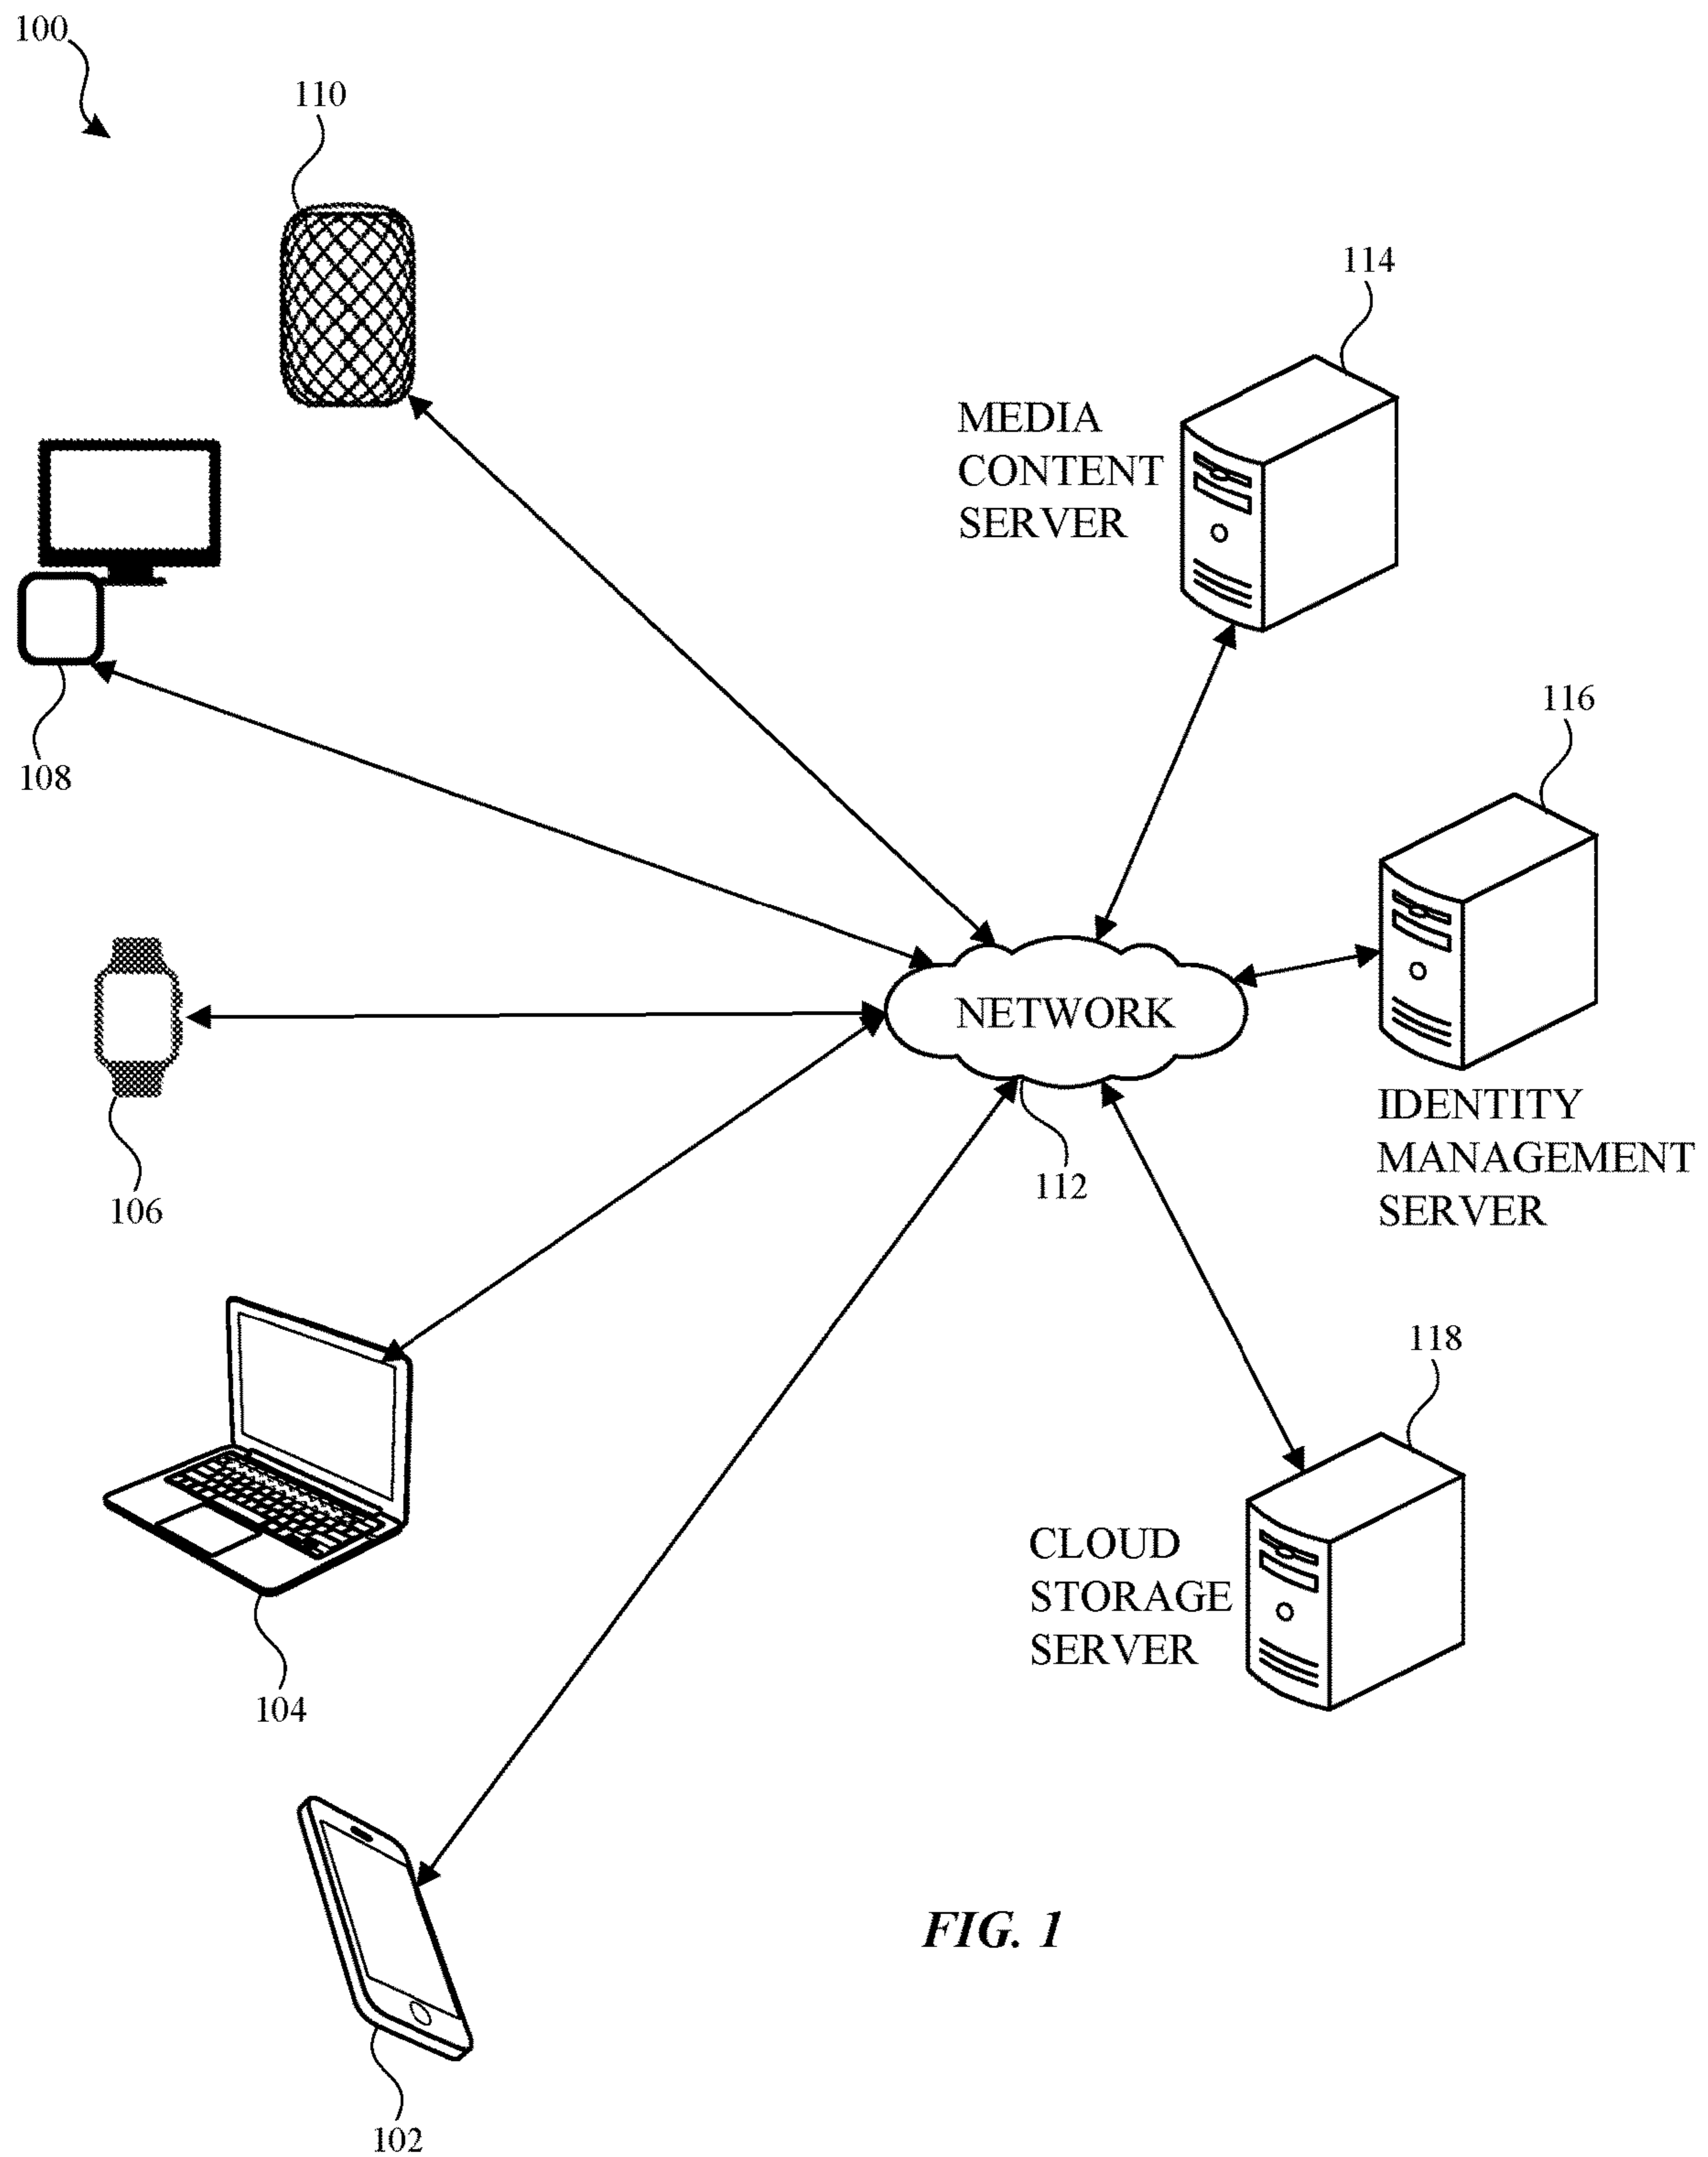 100
110
114
MEDIA
CONTENT
SERVER
116
108
NETWORK
IDENTITY
MANAGEMENT
SERVER
112
106
118
CLOUD
STORAGE
SERVER
104
FIG. 1
102